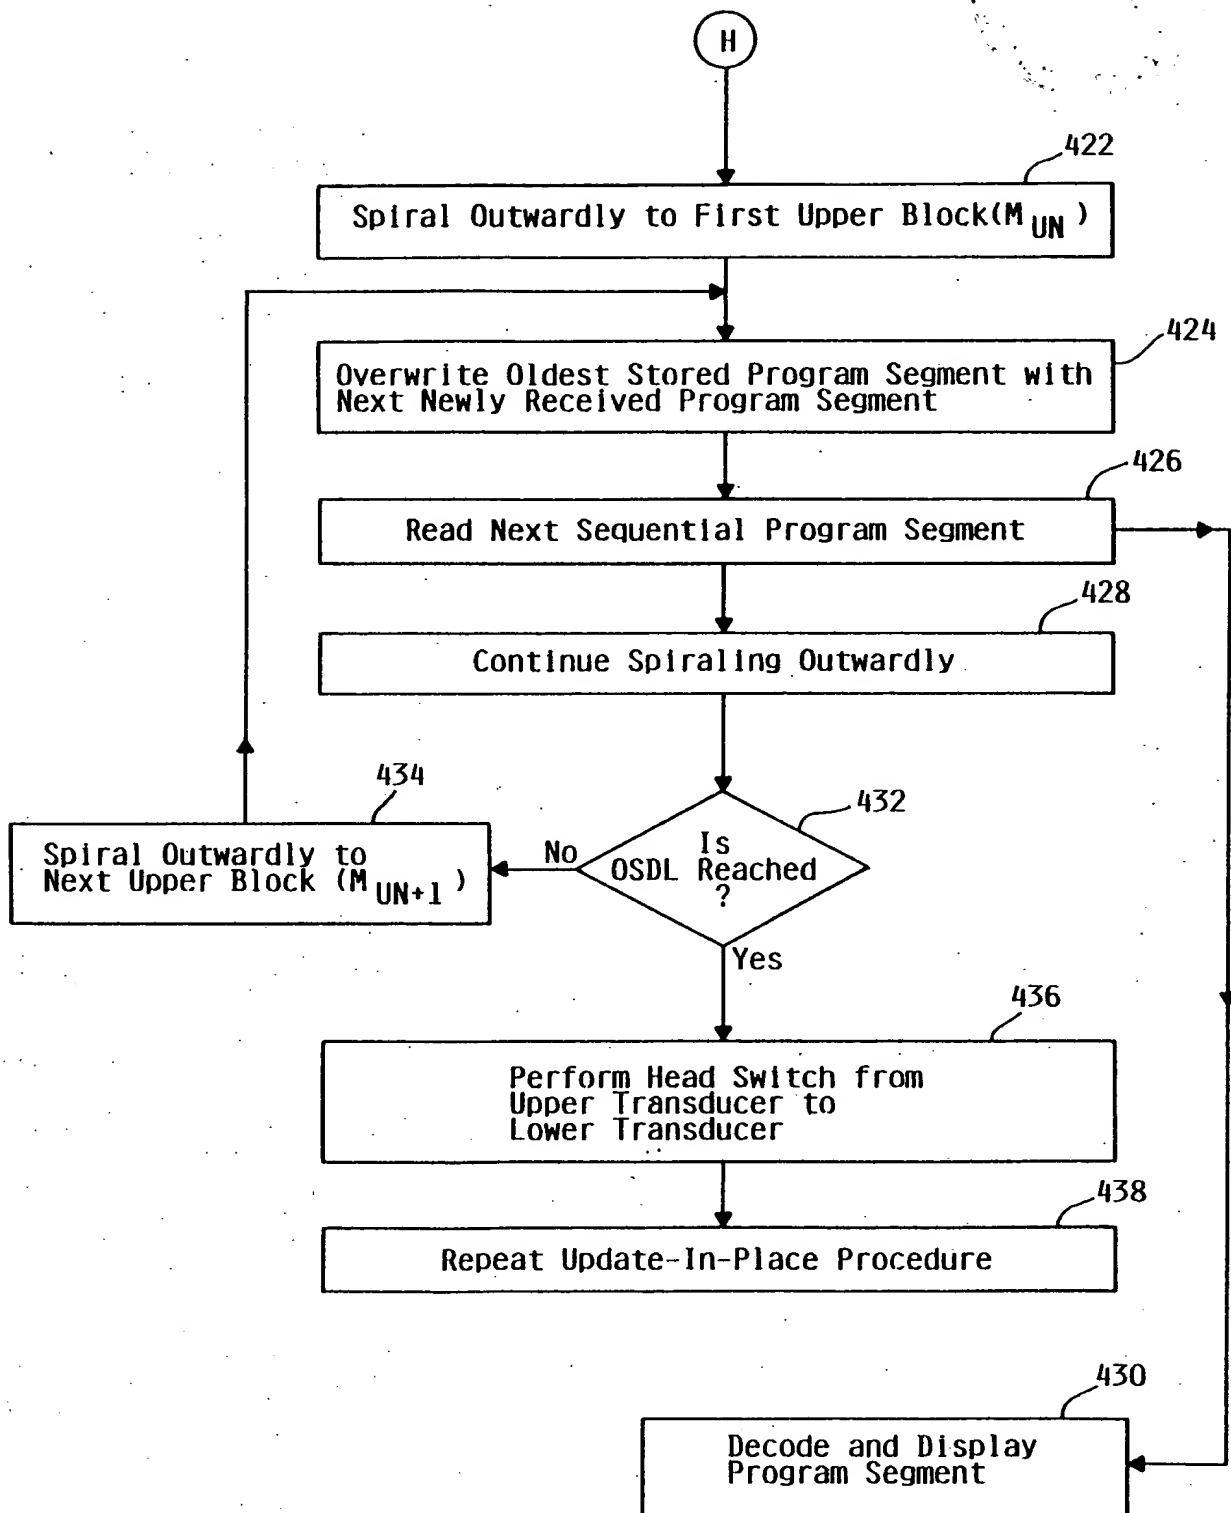 H
422
Spiral Outwardly to First Upper Block(M UN )
424
Overwrite Oldest Stored Program Segment with
Next Newly Received Program Segment
426
Read Next Sequential Program Segment
428
Continue Spiraling Outwardly
434
432
Spiral Outwardly to
Next Upper Block (M UN+1 )
No
Is
OSDL Reached
?
Yes
436
Perform Head Switch from
Upper Transducer to
Lower Transducer
438
Repeat Update-In-Place Procedure
430
Decode and Display
Program Segment